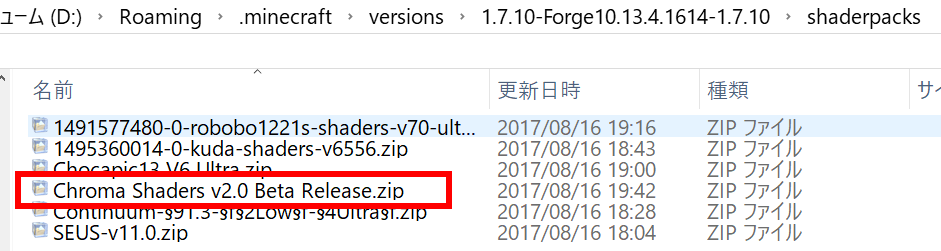 ューム (D:) › Roaming › .minecraft › versions › 1.7.10-Forge10.13.4.1614-1.7.10 › shaderpacks
名前 更新日時 種類 サイ
1491577480-0-robobo1221s-shaders-v70-ult... 2017/08/16 19:16 ZIP ファイル
1495360014-0-kuda-shaders-v6556.zip 2017/08/16 18:43 ZIP ファイル
Chocapic13 V6 Ultra.zip 2017/08/16 19:00 ZIP ファイル
Chroma Shaders v2.0 Beta Release.zip 2017/08/16 19:42 ZIP ファイル
2017/08/16 18:28 ZIP ファイル
SEUS-v11.0.zip 2017/08/16 18:04 ZIP ファイル